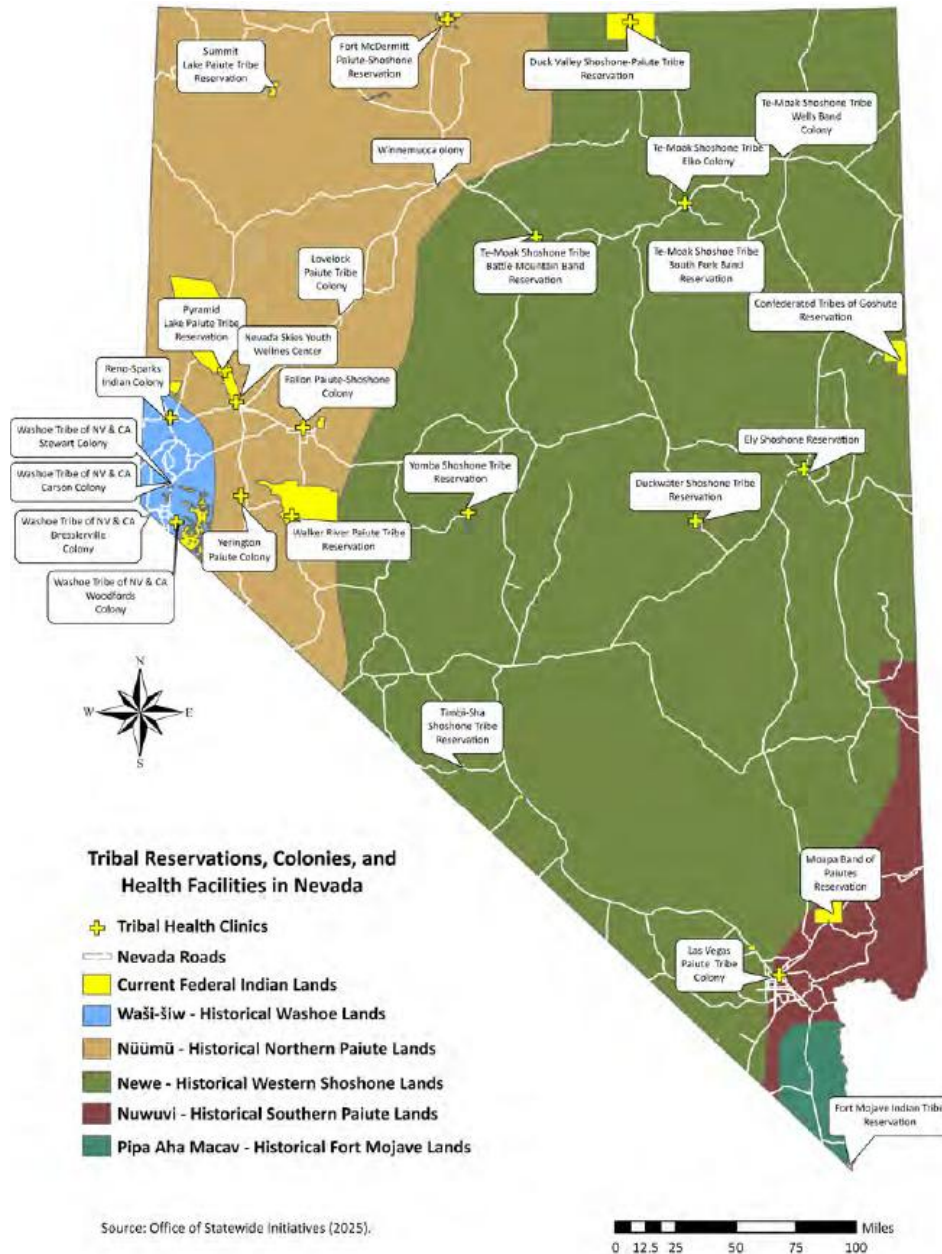 Summit
Lake Paiute Tribe
Reservation
Fort McDermitt
Paiute-Shoshone
Reservation
Duck Valley Shoshone-Paiute Tribe
Reservation
Te-Moak Shoshone Tribe
Wells Band
Colony
Winnemucca olony
Te-Moak Shoshone Tribe
Elko Colony
Lovelock
Paiute Tribe
Colony
Te-Moak Shoshone Tribe
Battle Mountain Band
Reservation
Te-Moak Shoshoe Tribe
South Fork Band
Reservation
Confederated Tribes of Goshute
Reservation
Pyramid
Lake Paiute Tribe
Reservation
Nevada Skies Youth
Wellnes Center
Reno-Sparks
Indian Colony
Fallon Paiute-Shoshone
Colony
Washoe Tribe of NV & CA
Stewart Colony
Washoe Tribe of NV & CA
Carson Colony
Washoe Tribe of NV & CA
Dresslerville
Colony
Washoe Tribe of NV & CA
Woodfords
Colony
Yerington
Paiute Colony
Walker River Paiute Tribe
Reservation
Yomba Shoshone Tribe
Reservation
Duckwater Shoshone Tribe
Reservation
Ely Shoshone Reservation
N
W
E
S
Timbi-Sha
Shoshone Tribe
Reservation
Moapa Band of
Paiutes
Reservation
Las Vegas
Paiute Tribe
Colony
Fort Mojave Indian Tribe
Reservation
Tribal Reservations, Colonies, and
Health Facilities in Nevada
Tribal Health Clinics
Nevada Roads
Current Federal Indian Lands
Waši-šiw - Historical Washoe Lands
Nüümü - Historical Northern Paiute Lands
Newe - Historical Western Shoshone Lands
Nuwuvi - Historical Southern Paiute Lands
Pipa Aha Macav - Historical Fort Mojave Lands
Source: Office of Statewide Initiatives (2025).
Miles
0 12.5 25 50 75 100